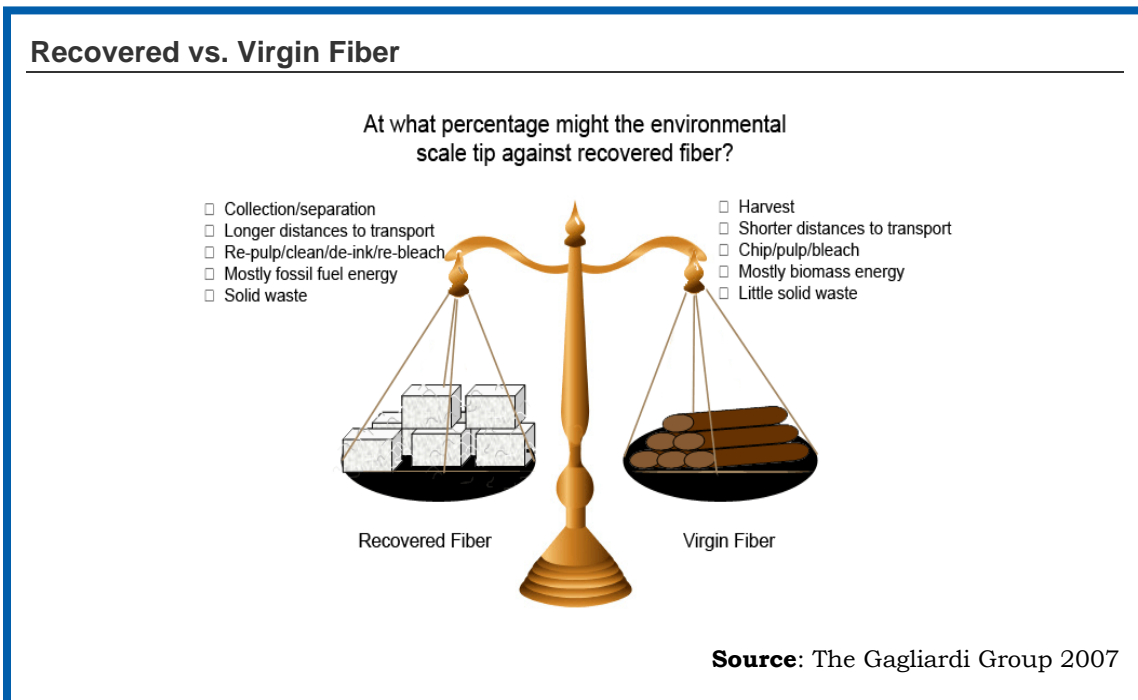 Recovered vs. Virgin Fiber
At what percentage might the environmental
scale tip against recovered fiber?
□ Collection/separation
□ Longer distances to transport
□ Re-pulp/clean/de-ink/re-bleach
□ Mostly fossil fuel energy
□ Solid waste
□ Harvest
□ Shorter distances to transport
□ Chip/pulp/bleach
□ Mostly biomass energy
□ Little solid waste
Recovered Fiber
Virgin Fiber
Source: The Gagliardi Group 2007